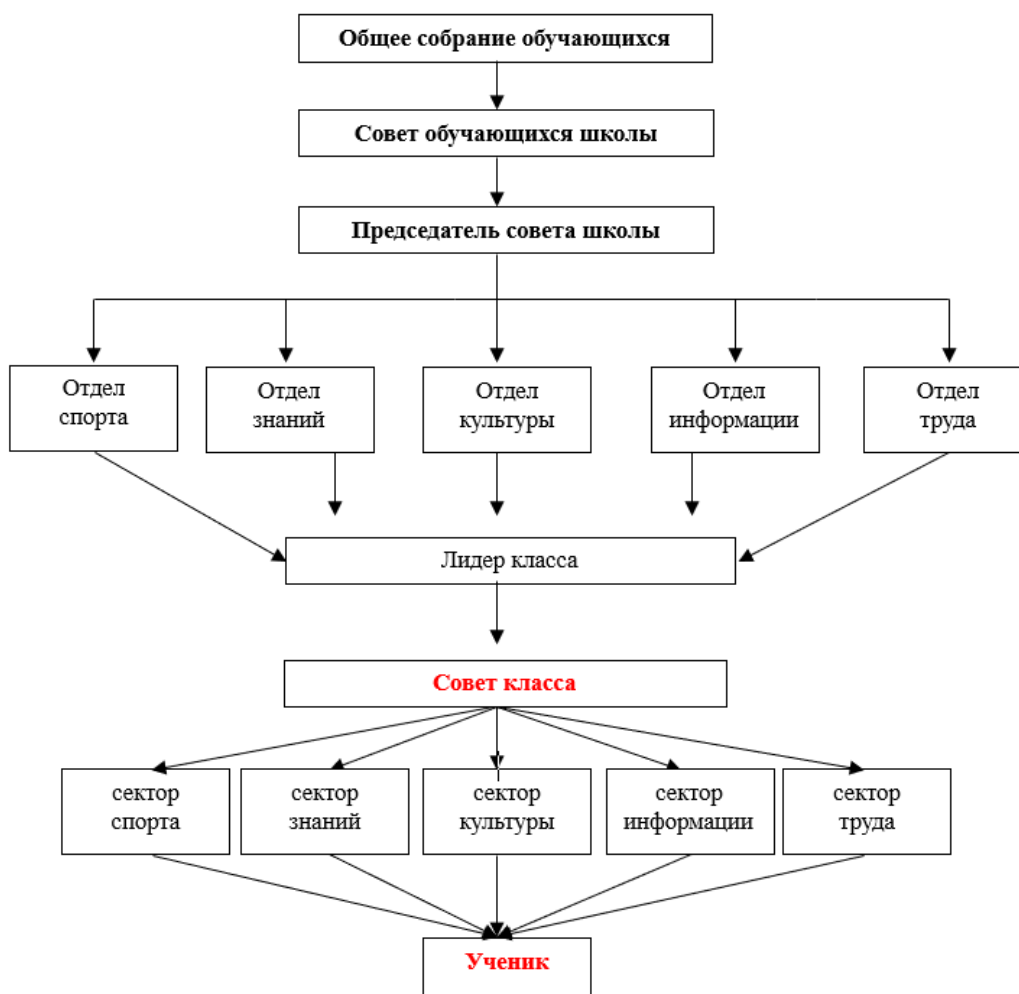 Общее собрание обучающихся
Совет обучающихся школы
Председатель совета школы
Отдел
спорта
Отдел
знаний
Отдел
культуры
Отдел
информации
Отдел
труда
Лидер класса
Совет класса
сектор
спорта
сектор
знаний
сектор
культуры
сектор
информации
сектор
труда
Ученик